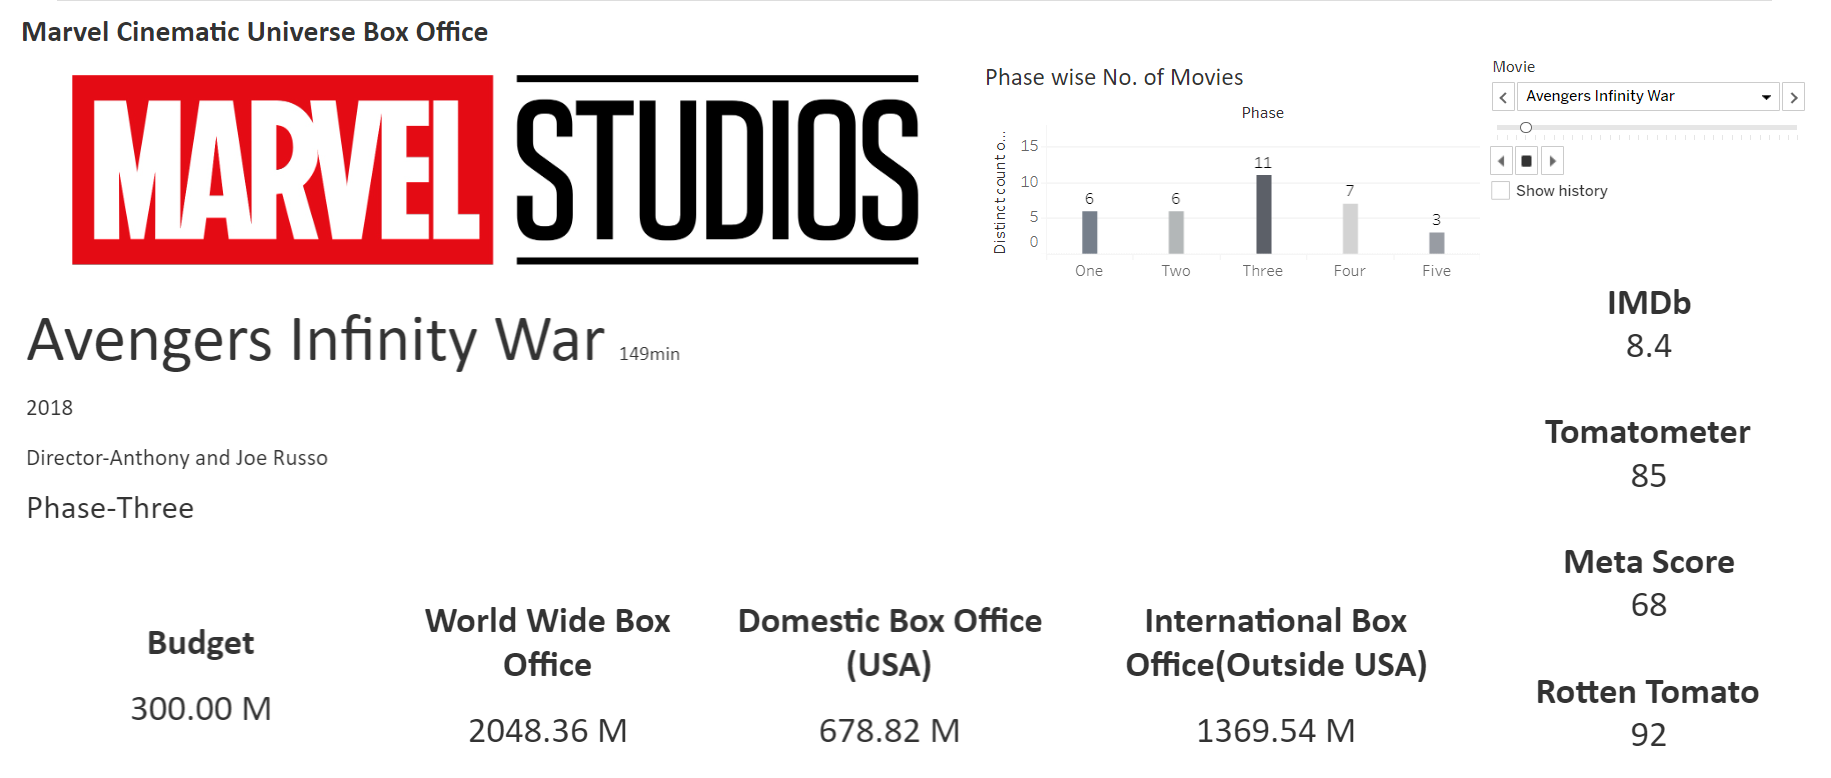 Marvel Cinematic Universe Box Office
MARVEL STUDIOS
Phase wise No. of Movies
Phase
Distinct count o...
15
10
5
0
6
6
11
7
3
One
Two
Three
Four
Five
Movie
Avengers Infinity War
Show history
Avengers Infinity War 149min
2018
Director-Anthony and Joe Russo
Phase-Three
IMDb
8.4
Tomatometer
85
Meta Score
68
Rotten Tomato
92
Budget
300.00 M
World Wide Box
Office
2048.36 M
Domestic Box Office
(USA)
678.82 M
International Box
Office(Outside USA)
1369.54 M